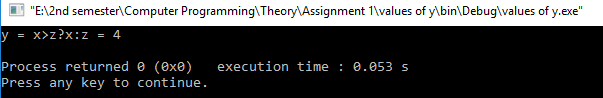 "E:\2nd semester\Computer Programming\Theory\Assignment 1\values of y\bin\Debug\values of y.exe"
y = x>z?x:z = 4
Process returned 0 (0x0)   execution time : 0.053 s
Press any key to continue.